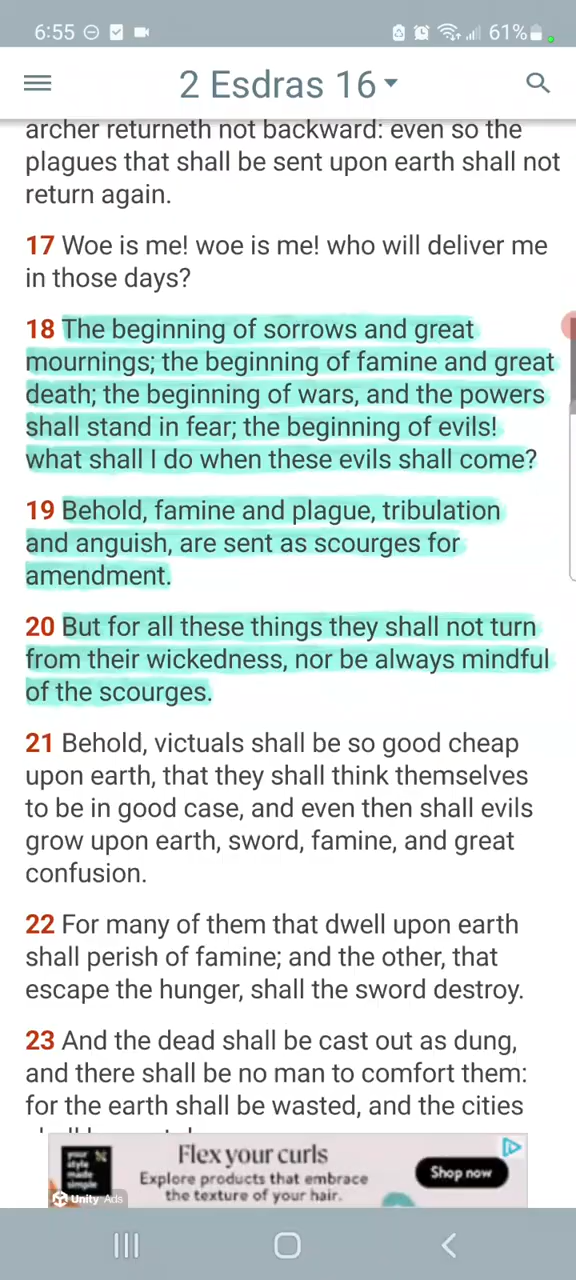 6:55
61%
2 Esdras 16
archer returneth not backward: even so the
plagues that shall be sent upon earth shall not
return again.
17 Woe is me! woe is me! who will deliver me
in those days?
18 The beginning of sorrows and great
mournings; the beginning of famine and great
death; the beginning of wars, and the powers
shall stand in fear; the beginning of evils!
what shall I do when these evils shall come?
19 Behold, famine and plague, tribulation
and anguish, are sent as scourges for
amendment.
20 But for all these things they shall not turn
from their wickedness, nor be always mindful
of the scourges.
21 Behold, victuals shall be so good cheap
upon earth, that they shall think themselves
to be in good case, and even then shall evils
grow upon earth, sword, famine, and great
confusion.
22 For many of them that dwell upon earth
shall perish of famine; and the other, that
escape the hunger, shall the sword destroy.
23 And the dead shall be cast out as dung,
and there shall be no man to comfort them:
for the earth shall be wasted, and the cities
your
style
made
simple
Flex your curls
Explore products that embrace
the texture of your hair.
Shop now
Unity Ads